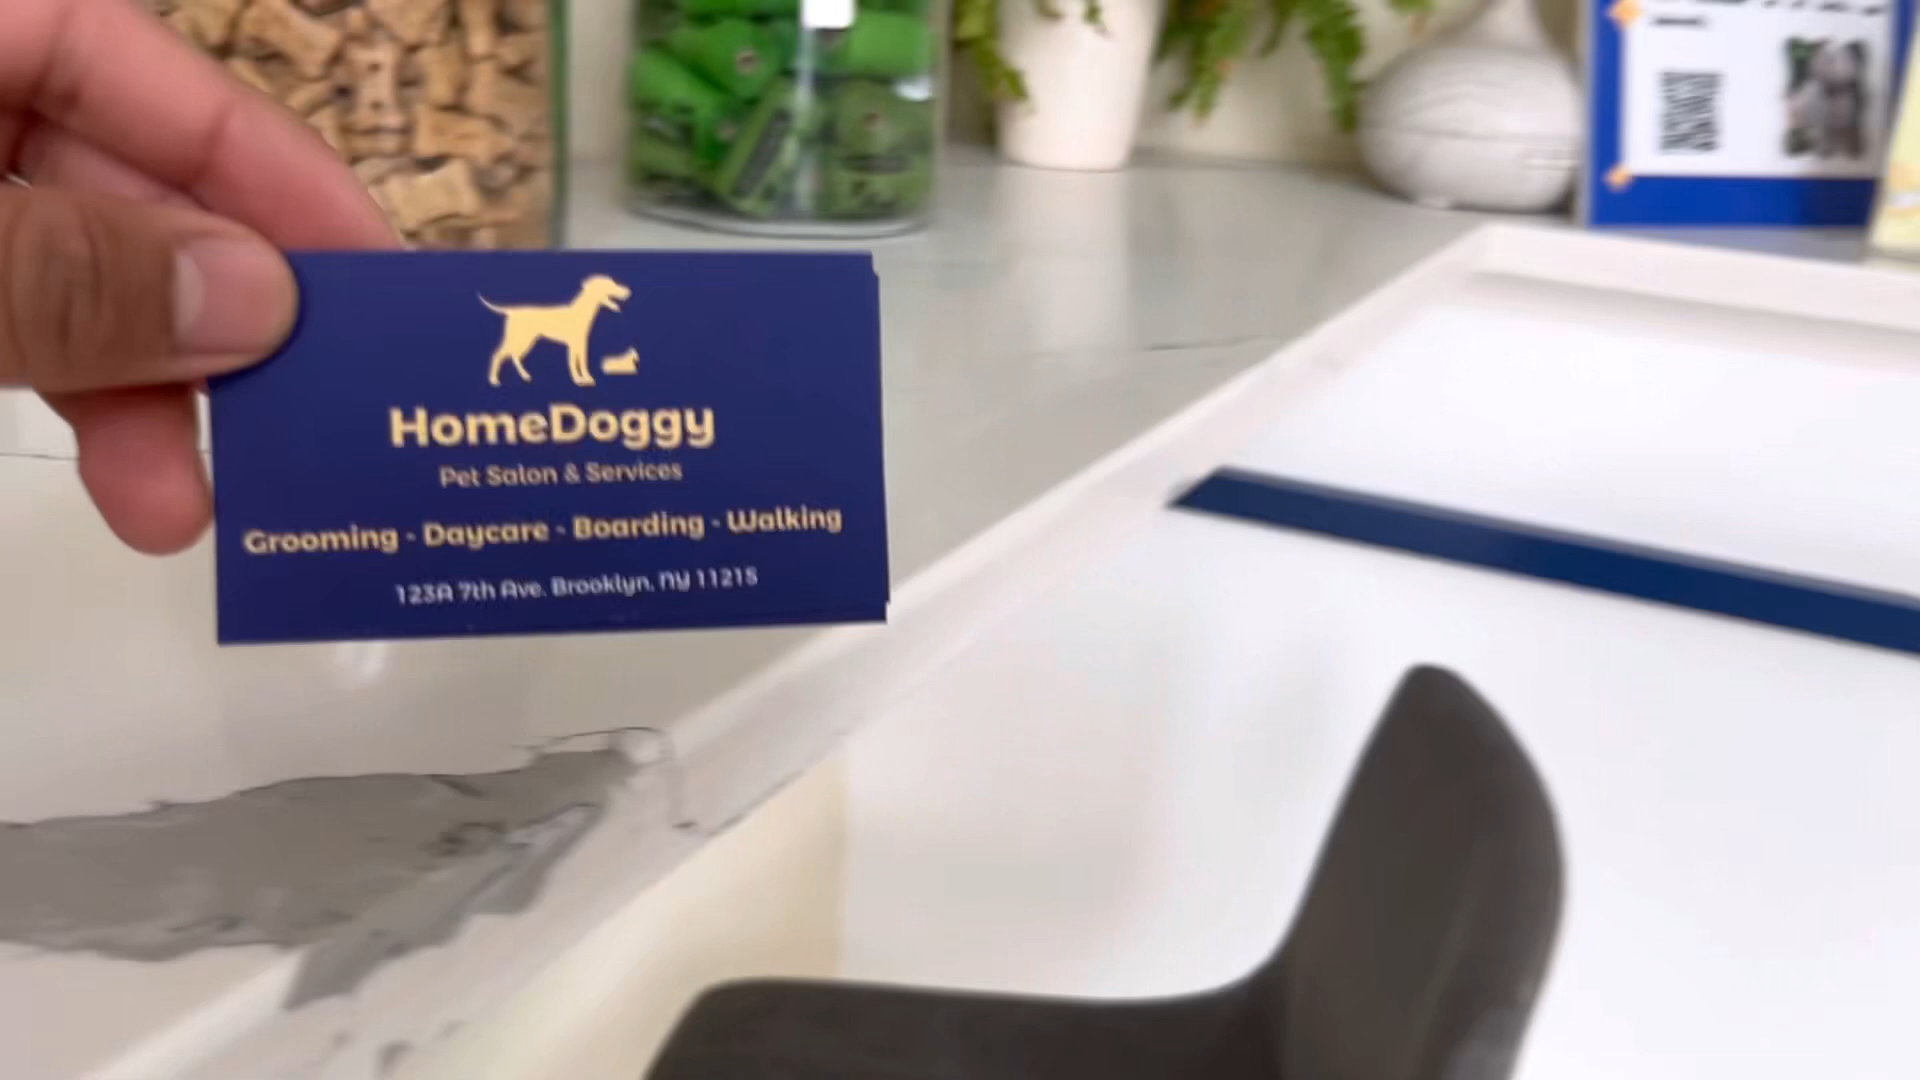 HomeDoggy
Pet Salon & Services
Grooming - Daycare - Boarding - Walking
123A 7th Ave. Brooklyn, NY 11215